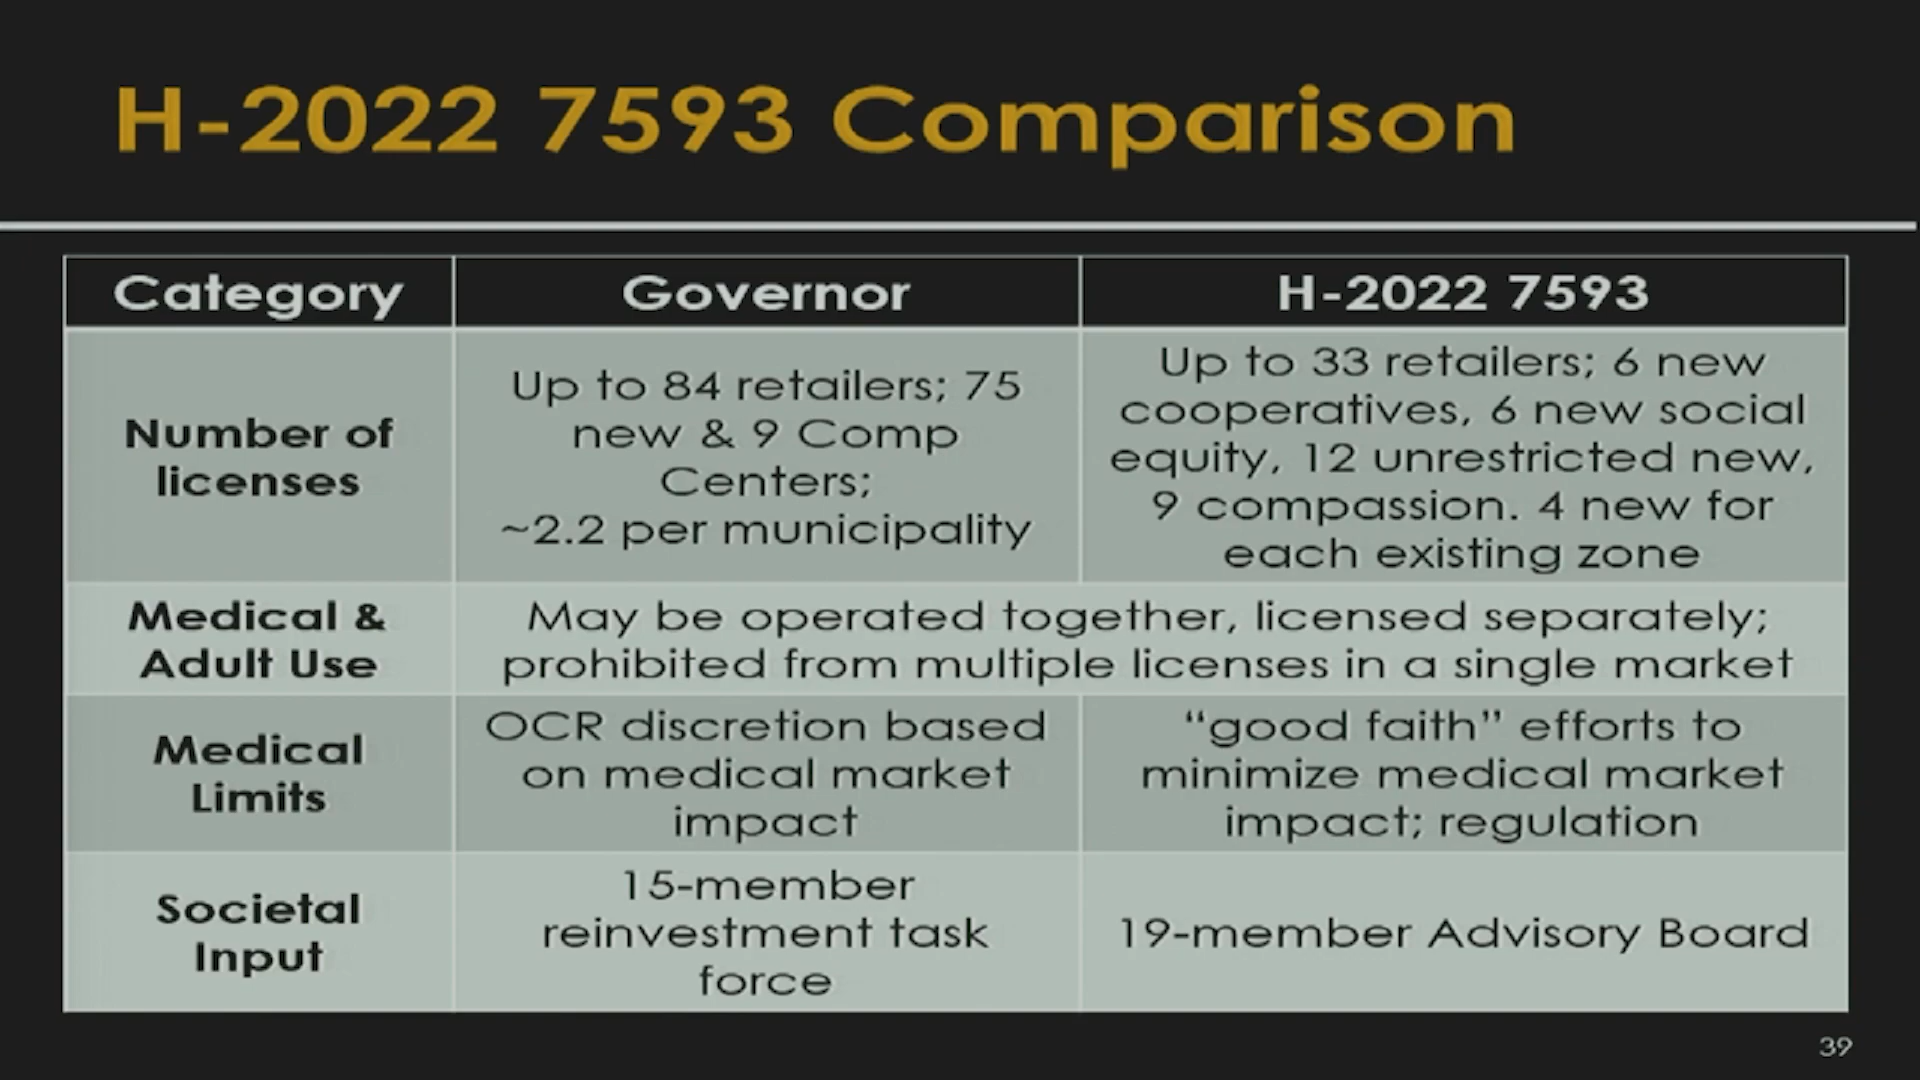 H-2022 7593 Comparison
Category
Governor
H-2022 7593
Number of
licenses
Up to 84 retailers; 75
new & 9 Comp
Centers;
~2.2 per municipality
Up to 33 retailers; 6 new
cooperatives, 6 new social
equity, 12 unrestricted new,
9 compassion. 4 new for
each existing zone
Medical &
Adult Use
May be operated together, licensed separately;
prohibited from multiple licenses in a single market
Medical
Limits
OCR discretion based
on medical market
impact
“good faith” efforts to
minimize medical market
impact; regulation
Societal
Input
15-member
reinvestment task
force
19-member Advisory Board
39